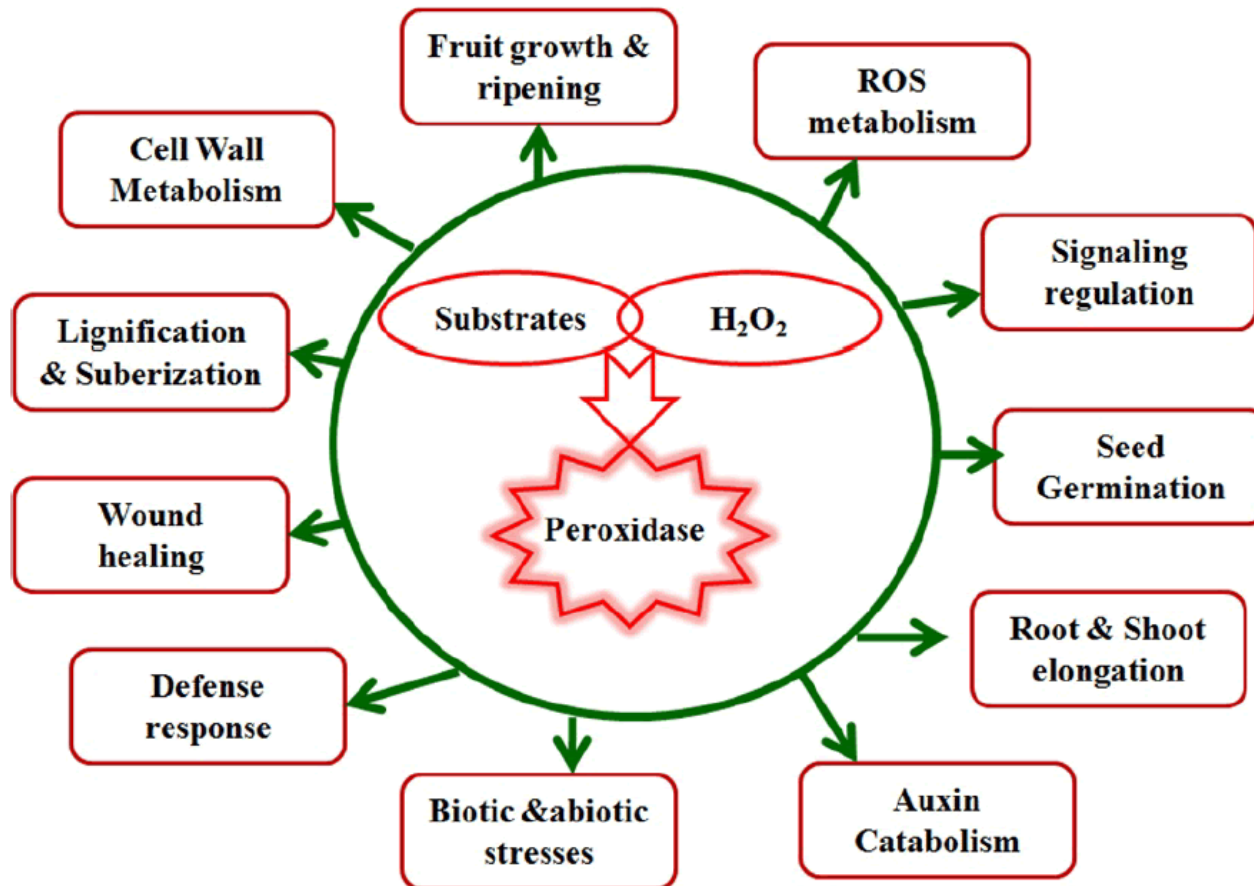 Fruit growth &
ripening
ROS
metabolism
Cell Wall
Metabolism
Signaling
regulation
Substrates
H₂O₂
Lignification
& Suberization
Seed
Germination
Wound
healing
Peroxidase
Root & Shoot
elongation
Defense
response
Biotic &abiotic
stresses
Auxin
Catabolism